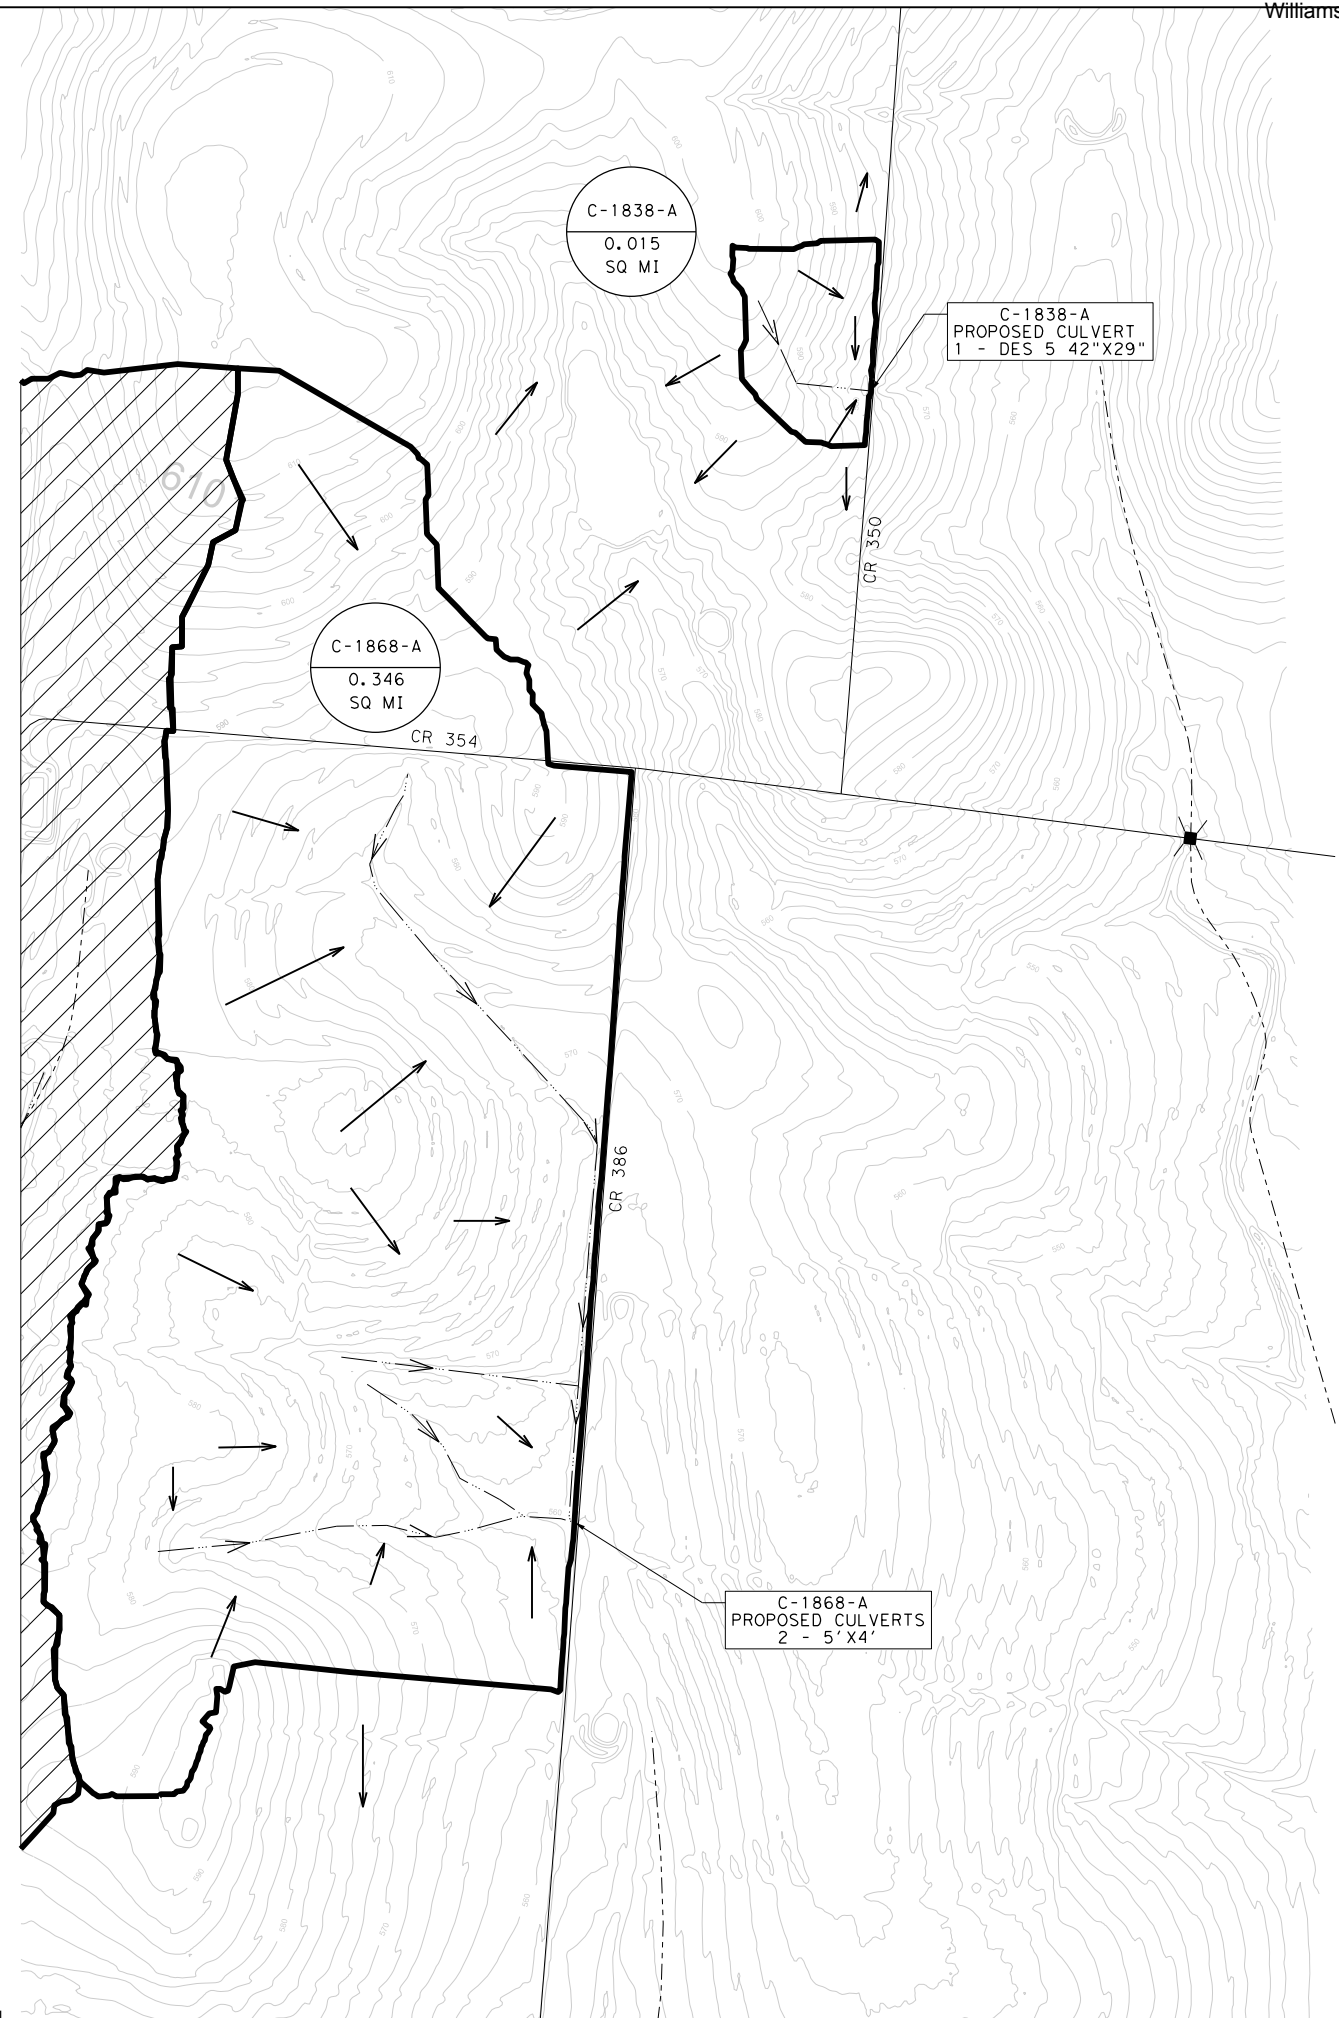 Williams
C-1838-A
0.015
SQ MI
C-1838-A
PROPOSED CULVERT
1 - DES 5 42"X29"
610
CR 350
C-1868-A
0.346
SQ MI
CR 354
CR 386
C-1868-A
PROPOSED CULVERTS
2 - 5'X4'